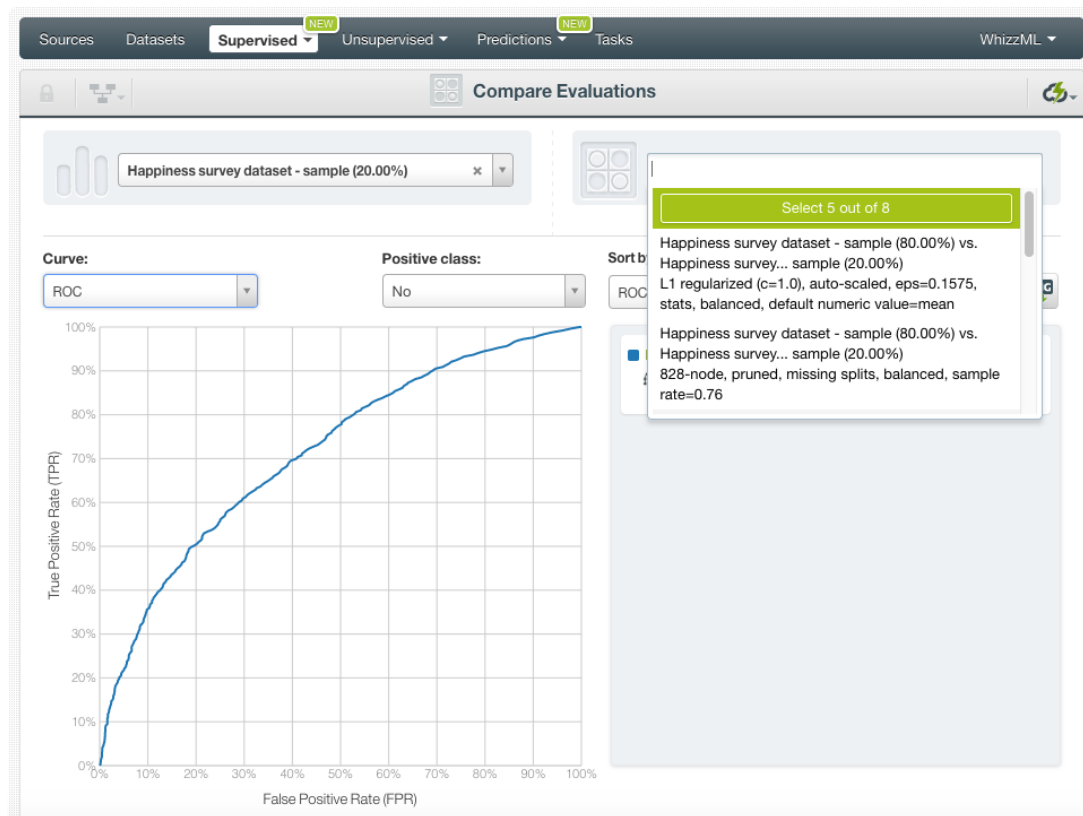 NEW NEW
Sources Datasets Supervised Unsupervised Predictions Tasks WhizzML
Compare Evaluations
Happiness survey dataset - sample (20.00%) ×
Select 5 out of 8
Happiness survey dataset - sample (80.00%) vs.
Happiness survey... sample (20.00%)
L1 regularized (c=1.0), auto-scaled, eps=0.1575,
stats, balanced, default numeric value=mean
Happiness survey dataset - sample (80.00%) vs.
Happiness survey... sample (20.00%)
828-node, pruned, missing splits, balanced, sample
rate=0.76
Curve: Positive class: Sort
ROC No ROC
100%
90%
80%
70%
60%
50%
40%
30%
20%
10%
0%
True Positive Rate (TPR)
0% 10% 20% 30% 40% 50% 60% 70% 80% 90% 100%
False Positive Rate (FPR)